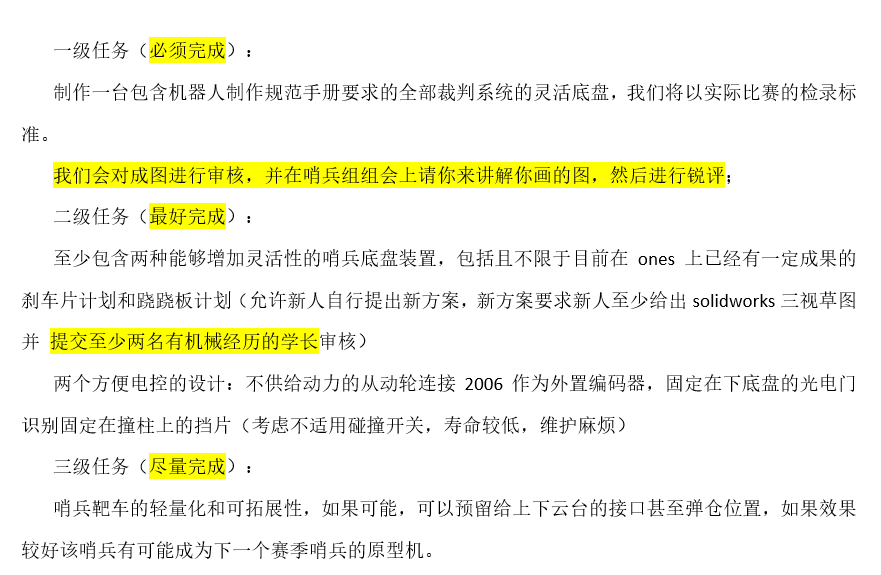 一级任务（必须完成）：
制作一台包含机器人制作规范手册要求的全部裁判系统的灵活底盘，我们将以实际比赛的检录标
准。
我们会对成图进行审核，并在哨兵组组会上请你来讲解你画的图，然后进行锐评；
二级任务（最好完成）：
至少包含两种能够增加灵活性的哨兵底盘装置，包括且不限于目前在 ones 上已经有一定成果的
刹车片计划和跷跷板计划（允许新人自行提出新方案，新方案要求新人至少给出 solidworks 三视草图
并 提交至少两名有机械经历的学长审核）
两个方便电控的设计：不供给动力的从动轮连接 2006 作为外置编码器，固定在下底盘的光电门
识别固定在撞柱上的挡片（考虑不适用碰撞开关，寿命较低，维护麻烦）
三级任务（尽量完成）：
哨兵靶车的轻量化和可拓展性，如果可能，可以预留给上下云台的接口甚至弹仓位置，如果效果
较好该哨兵有可能成为下一个赛季哨兵的原型机。